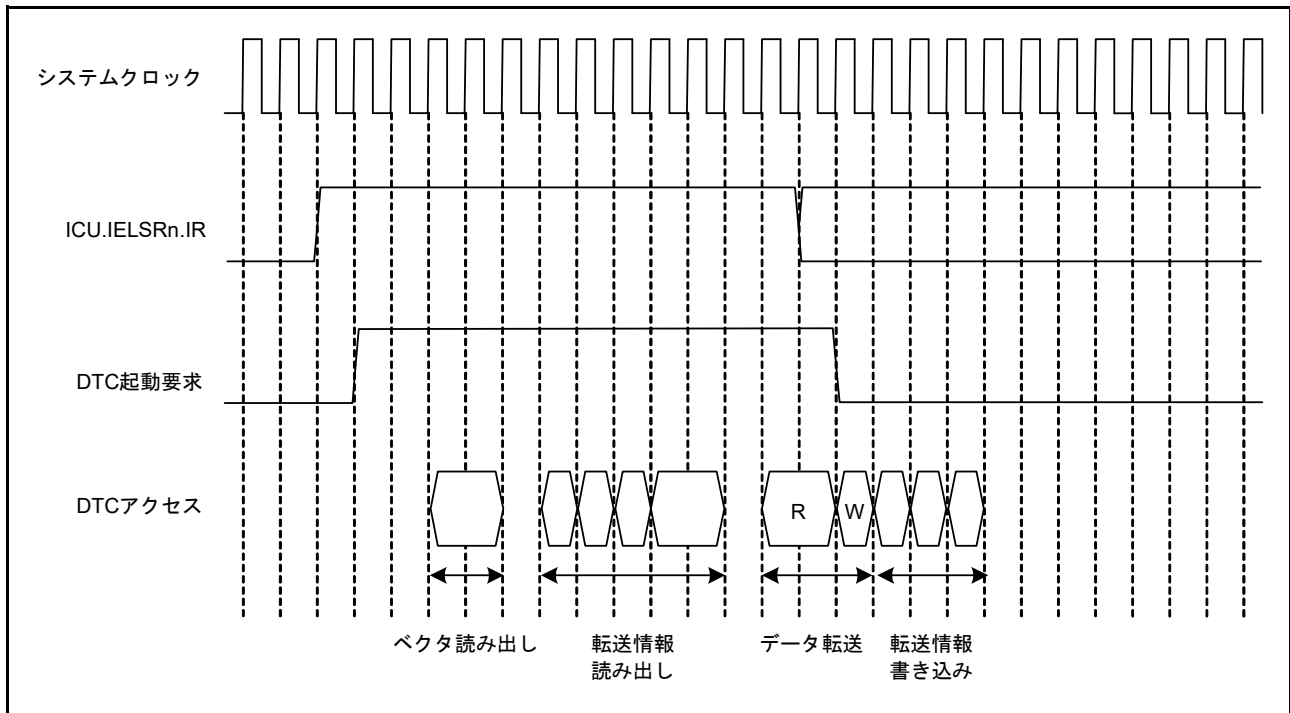 システムクロック
ICU.IELSRn.IR
DTC起動要求
DTCアクセス
R
W
ベクタ読み出し
転送情報
読み出し
データ転送
転送情報
書き込み